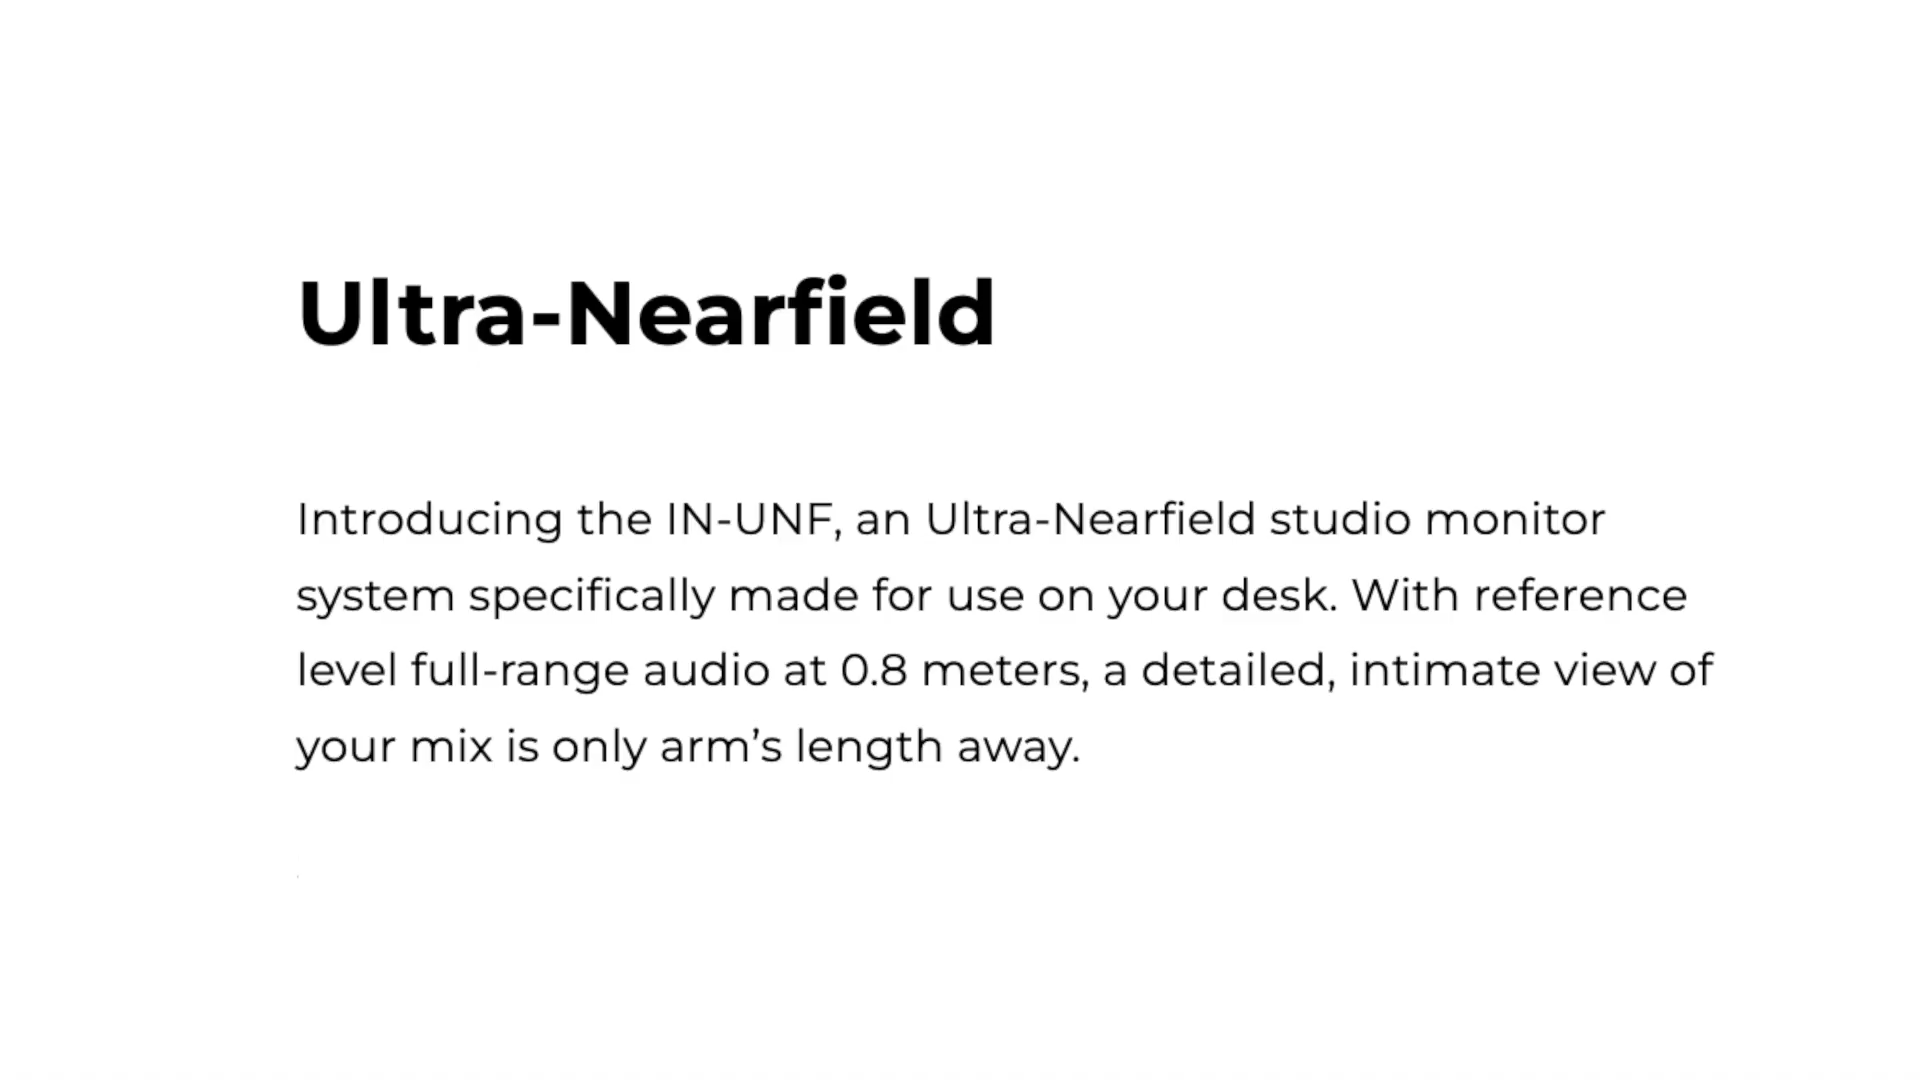 Ultra-Nearfield
Introducing the IN-UNF, an Ultra-Nearfield studio monitor
system specifically made for use on your desk. With reference
level full-range audio at 0.8 meters, a detailed, intimate view of
your mix is only arm’s length away.